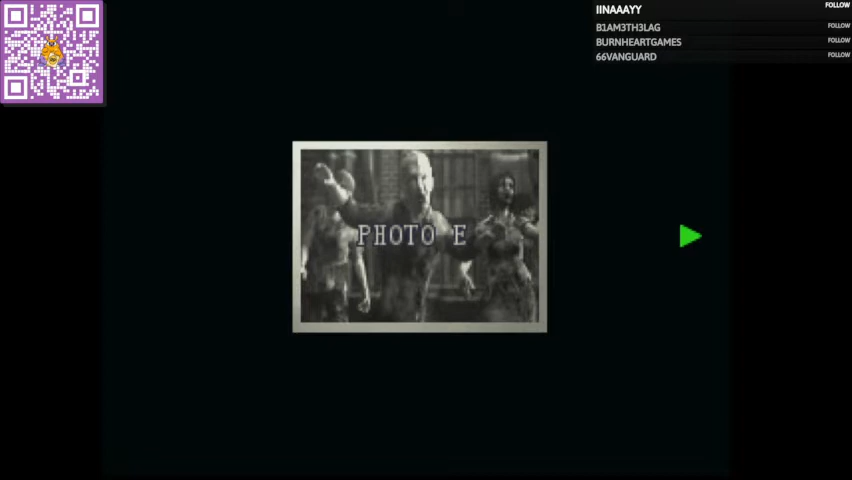 IINAAAYY FOLLOW
B1AM3TH3LAG FOLLOW
BURNHEARTGAMES FOLLOW
66VANGUARD FOLLOW
PHOTO E